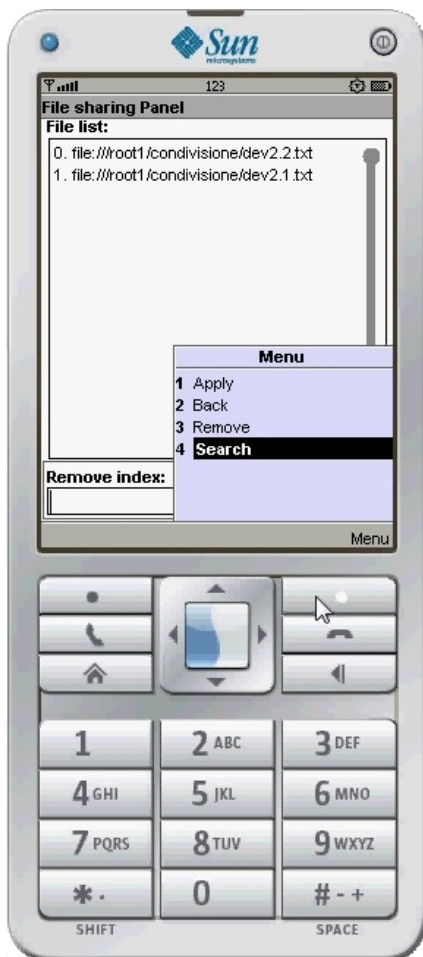 Sun
microsystems
123
File sharing Panel
File list:
0. file:///root1/condivisione/dev2.2.txt
1. file:///root1/condivisione/dev2.1.txt
Menu
1 Apply
2 Back
3 Remove
4 Search
Remove index:
Menu
1
2 ABC
3 DEF
4 GHI
5 JKL
6 MNO
7 PQRS
8 TUV
9 WXYZ
* .
0
# - +
SHIFT
SPACE